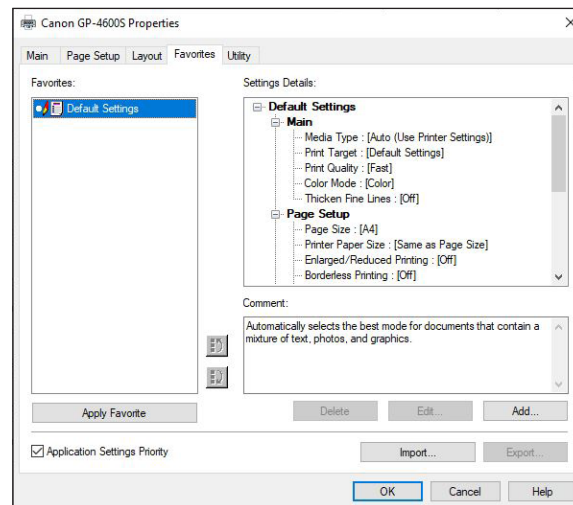 Canon GP-4600S Properties
Main Page Setup Layout Favorites Utility
Favorites:
Default Settings
Settings Details:
Default Settings
Main
Media Type : [Auto (Use Printer Settings)]
Print Target : [Default Settings]
Print Quality : [Fast]
Color Mode : [Color]
Thicken Fine Lines : [Off]
Page Setup
Page Size : [A4]
Printer Paper Size : [Same as Page Size]
Enlarged/Reduced Printing : [Off]
Borderless Printing : [Off]
Comment:
Automatically selects the best mode for documents that contain a
mixture of text, photos, and graphics.
Apply Favorite
Delete Edit... Add...
Application Settings Priority
Import... Export...
OK Cancel Help